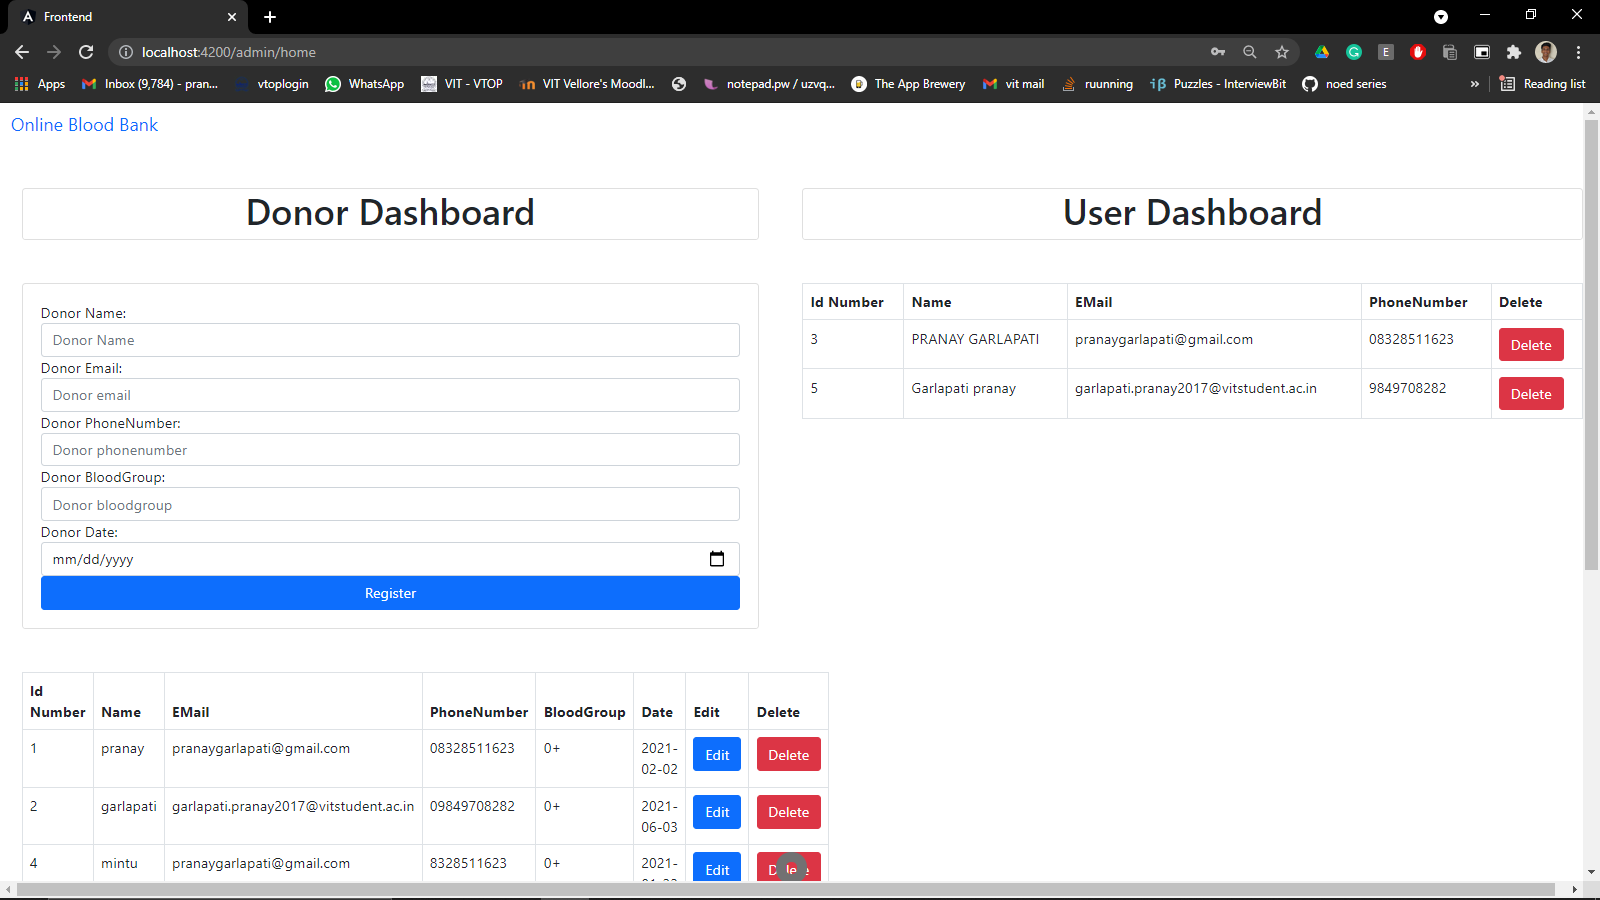 Frontend
localhost:4200/admin/home
Apps
Inbox (9,784) - pran...
vtoplogin
WhatsApp
VIT - VTOP
VIT Vellore's Moodl...
notepad.pw / uzvq...
The App Brewery
vit mail
ruunning
Puzzles - InterviewBit
noed series
»
Reading list
Online Blood Bank
Donor Dashboard
Donor Name:
Donor Name
Donor Email:
Donor email
Donor PhoneNumber:
Donor phonenumber
Donor BloodGroup:
Donor bloodgroup
Donor Date:
mm/dd/yyyy
Register
Id Number Name EMail PhoneNumber BloodGroup Date Edit Delete
1 pranay pranaygarlapati@gmail.com 08328511623 0+ 2021-02-02 Edit Delete
2 garlapati garlapati.pranay2017@vitstudent.ac.in 09849708282 0+ 2021-06-03 Edit Delete
4 mintu pranaygarlapati@gmail.com 8328511623 0+ 2021- Edit Delete
User Dashboard
Id Number Name EMail PhoneNumber Delete
3 PRANAY GARLAPATI pranaygarlapati@gmail.com 08328511623 Delete
5 Garlapati pranay garlapati.pranay2017@vitstudent.ac.in 9849708282 Delete